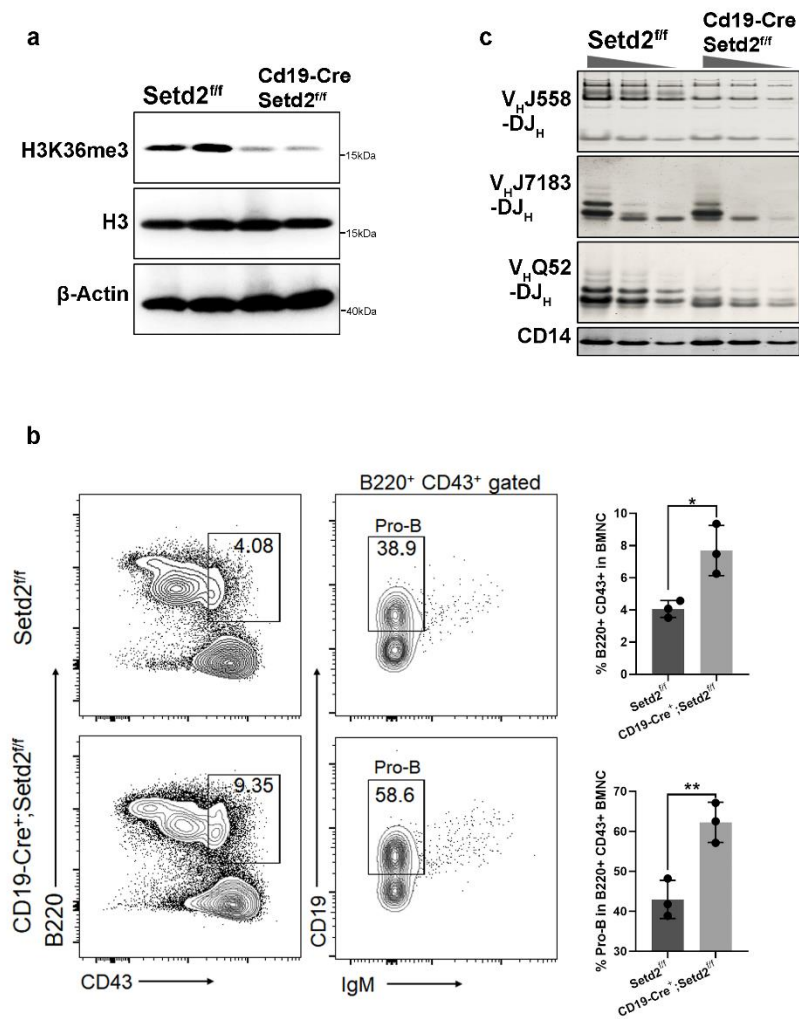 a
Setd2f/f
Cd19-Cre
Setd2f/f
H3K36me3
15kDa
H3
15kDa
β-Actin
40kDa
c
Setd2f/f
Cd19-Cre
Setd2f/f
VHJ558
-DJH
VHJ7183
-DJH
VHQ52
-DJH
CD14
b
B220+ CD43+ gated
Setd2f/f
4.08
Pro-B
38.9
CD19-Cre+;Setd2f/f
9.35
Pro-B
58.6
B220
CD43
CD19
IgM
% B220+ CD43+ in BMNC
10
8
6
4
2
0
*
Setd2f/f
CD19-Cre+;Setd2f/f
% Pro-B in B220+ CD43+ BMNC
70
60
50
40
30
**
Setd2f/f
CD19-Cre+;Setd2f/f